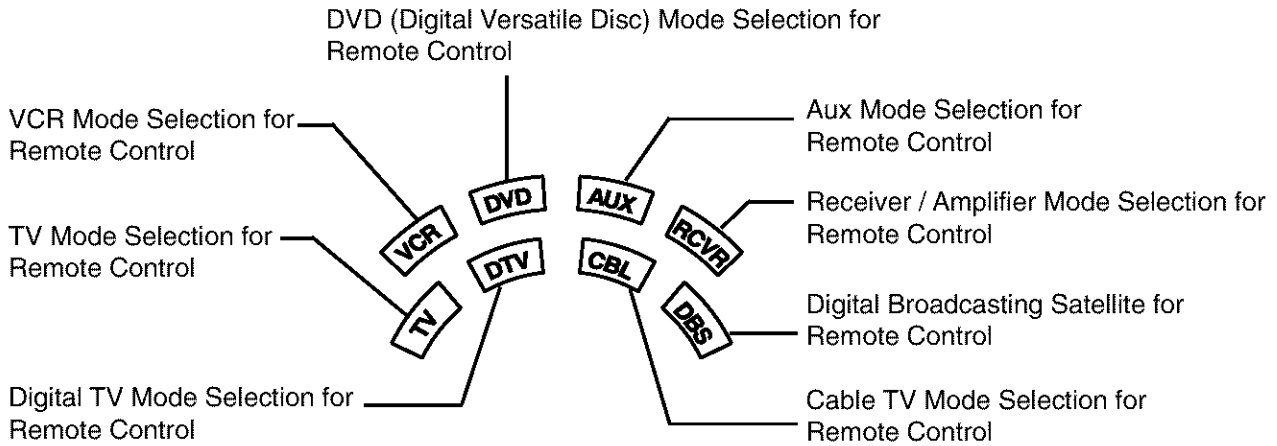 DVD (Digital Versatile Disc) Mode Selection for
Remote Control
VCR Mode Selection for
Remote Control
Aux Mode Selection for
Remote Control
TV Mode Selection for
Remote Control
Receiver / Amplifier Mode Selection for
Remote Control
VCR
DVD
AUX
RCVR
TV
DTV
CBL
DBS
Digital Broadcasting Satellite for
Remote Control
Digital TV Mode Selection for
Remote Control
Cable TV Mode Selection for
Remote Control